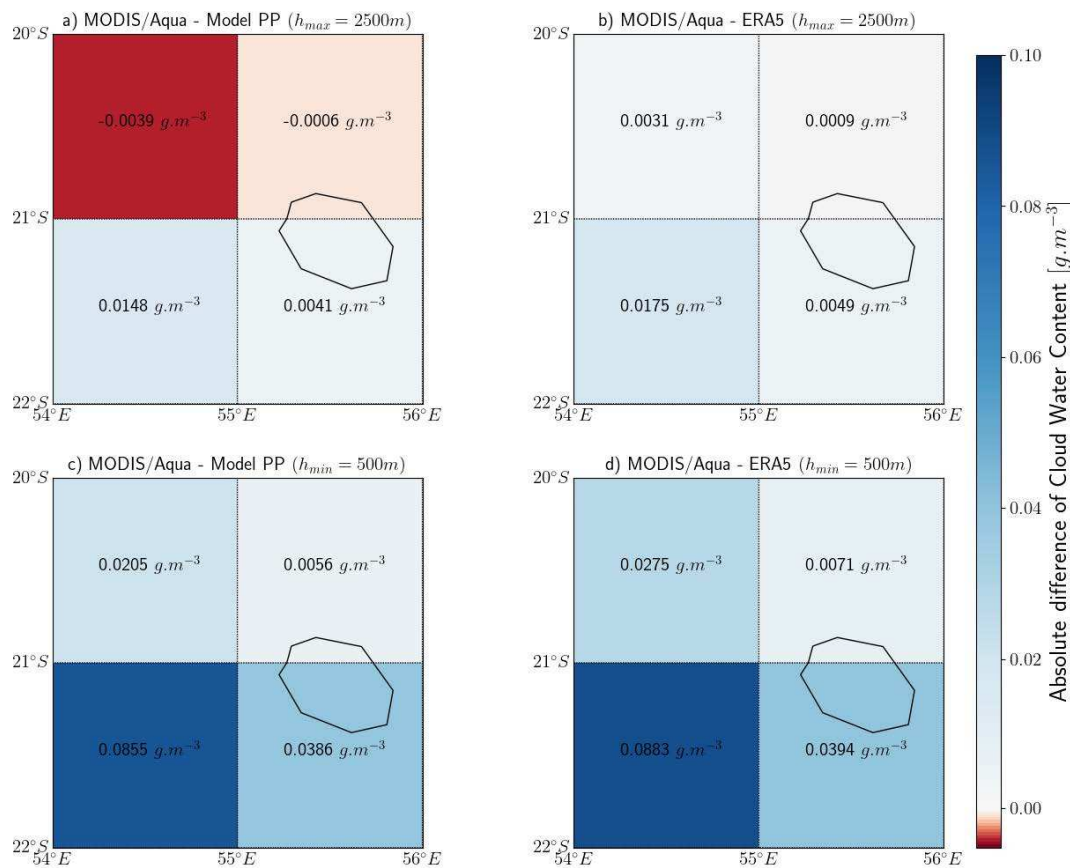 a) MODIS/Aqua - Model PP (h_max = 2500m)
b) MODIS/Aqua - ERA5 (h_max = 2500m)
20°S
-0.0039 g.m⁻³
-0.0006 g.m⁻³
21°S
0.0148 g.m⁻³
0.0041 g.m⁻³
22°S
54°E
55°E
56°E
20°S
0.0031 g.m⁻³
0.0009 g.m⁻³
21°S
0.0175 g.m⁻³
0.0049 g.m⁻³
22°S
54°E
55°E
56°E
c) MODIS/Aqua - Model PP (h_min = 500m)
d) MODIS/Aqua - ERA5 (h_min = 500m)
20°S
0.0205 g.m⁻³
0.0056 g.m⁻³
21°S
0.0855 g.m⁻³
0.0386 g.m⁻³
22°S
54°E
55°E
56°E
20°S
0.0275 g.m⁻³
0.0071 g.m⁻³
21°S
0.0883 g.m⁻³
0.0394 g.m⁻³
22°S
54°E
55°E
56°E
0.10
0.08
0.06
0.04
0.02
0.00
Absolute difference of Cloud Water Content [g.m⁻³]